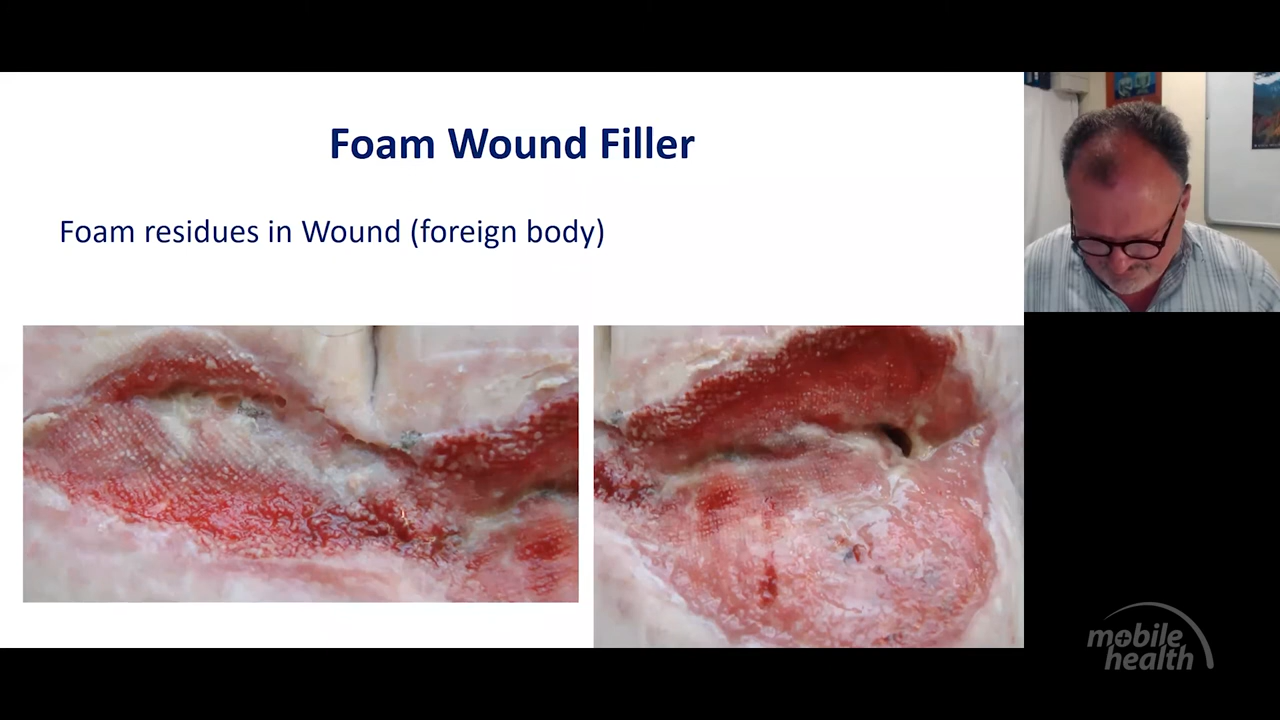 Foam Wound Filler
Foam residues in Wound (foreign body)
mobile
health